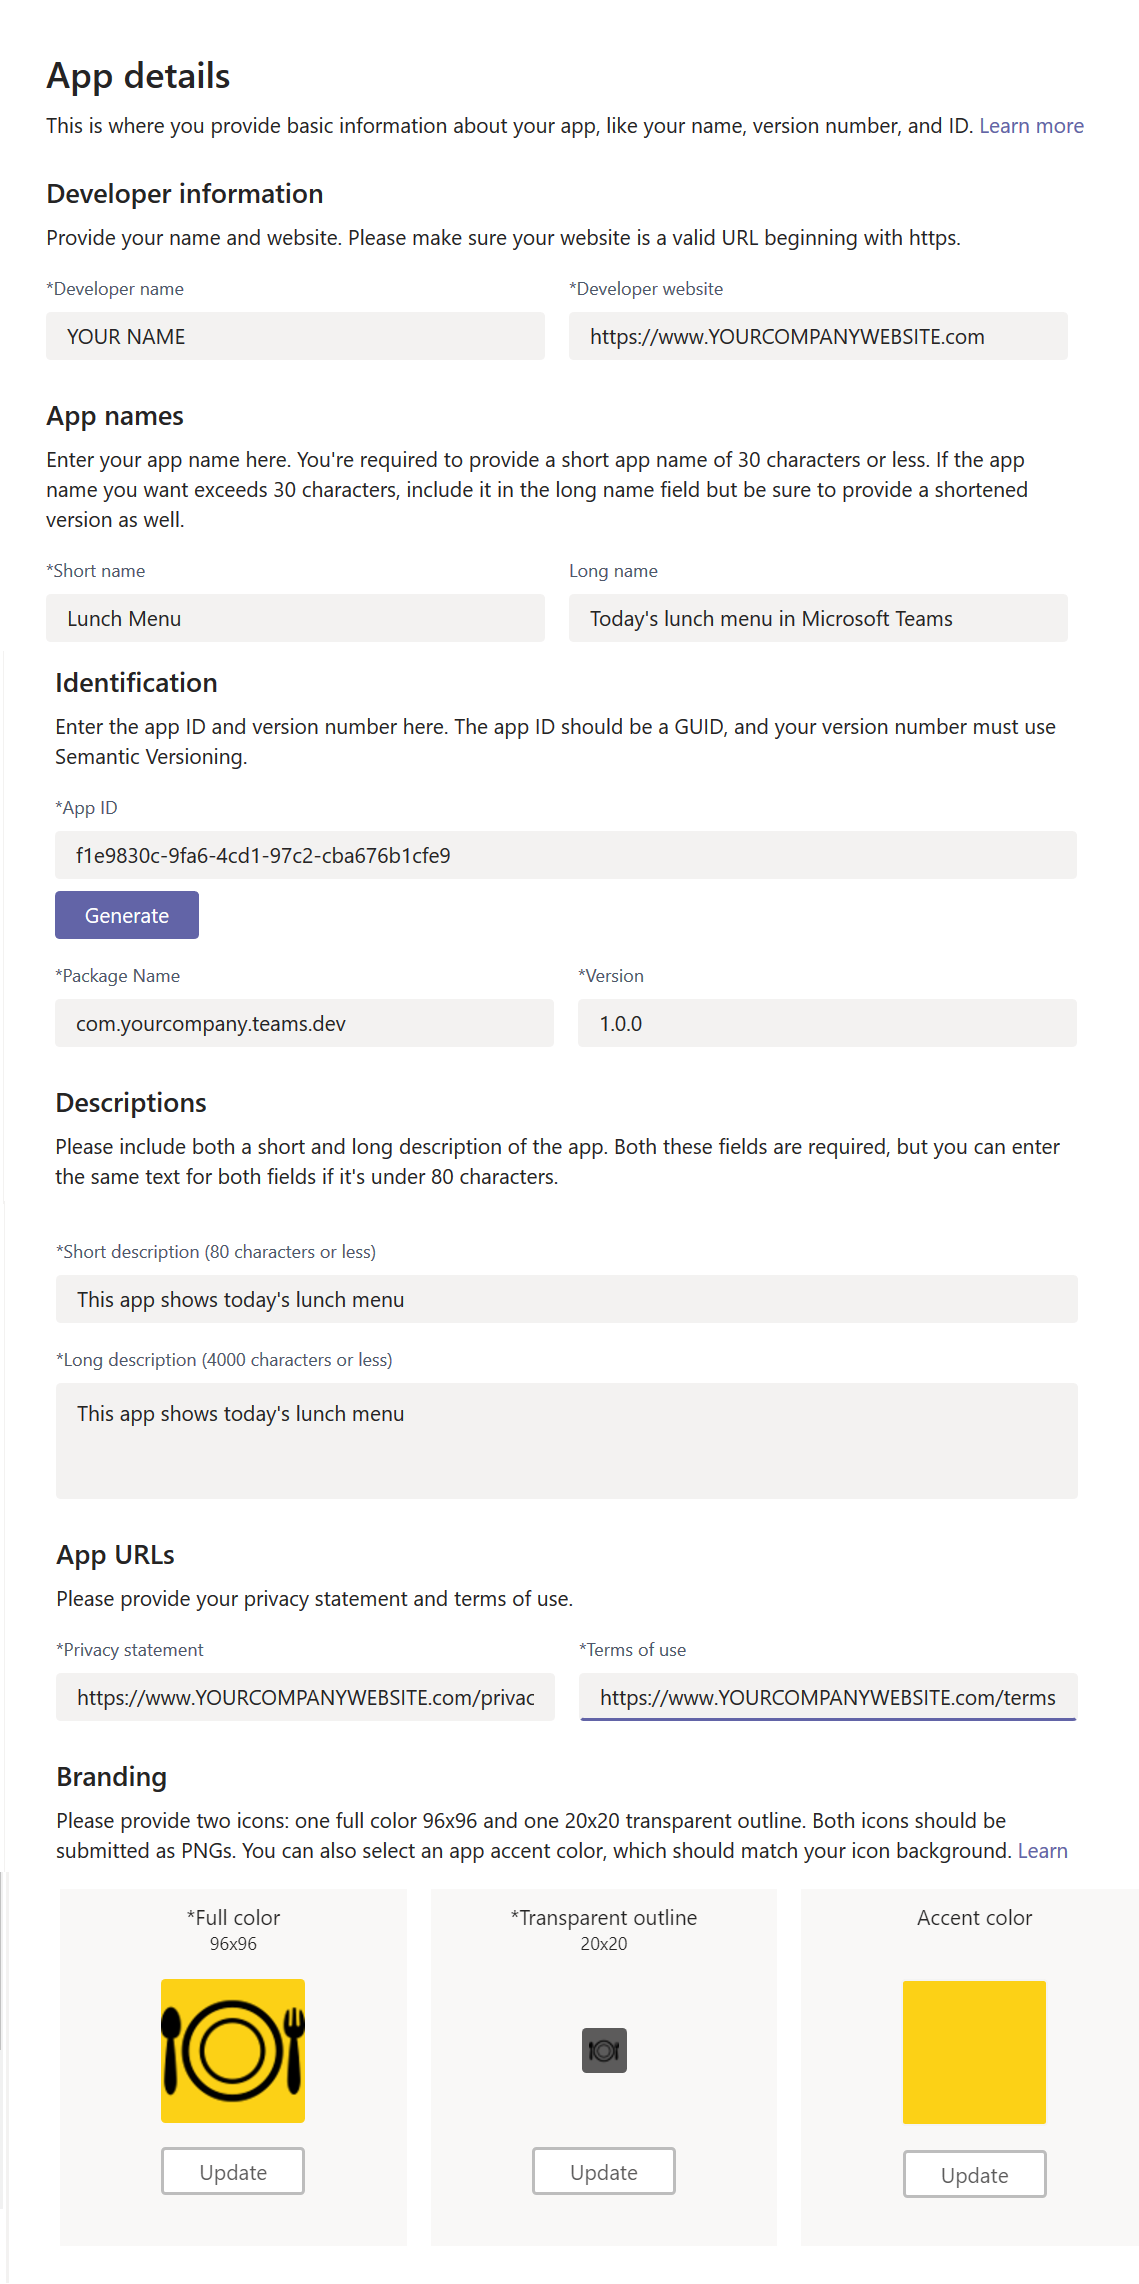 App details
This is where you provide basic information about your app, like your name, version number, and ID. Learn more
Developer information
Provide your name and website. Please make sure your website is a valid URL beginning with https.
*Developer name
*Developer website
YOUR NAME
https://www.YOURCOMPANYWEBSITE.com
App names
Enter your app name here. You're required to provide a short app name of 30 characters or less. If the app
name you want exceeds 30 characters, include it in the long name field but be sure to provide a shortened
version as well.
*Short name
Long name
Lunch Menu
Today's lunch menu in Microsoft Teams
Identification
Enter the app ID and version number here. The app ID should be a GUID, and your version number must use
Semantic Versioning.
*App ID
f1e9830c-9fa6-4cd1-97c2-cba676b1cfe9
Generate
*Package Name
*Version
com.yourcompany.teams.dev
1.0.0
Descriptions
Please include both a short and long description of the app. Both these fields are required, but you can enter
the same text for both fields if it's under 80 characters.
*Short description (80 characters or less)
This app shows today's lunch menu
*Long description (4000 characters or less)
This app shows today's lunch menu
App URLs
Please provide your privacy statement and terms of use.
*Privacy statement
*Terms of use
https://www.YOURCOMPANYWEBSITE.com/privac
https://www.YOURCOMPANYWEBSITE.com/terms
Branding
Please provide two icons: one full color 96x96 and one 20x20 transparent outline. Both icons should be
submitted as PNGs. You can also select an app accent color, which should match your icon background. Learn
*Full color
96x96
*Transparent outline
20x20
Accent color
Update
Update
Update